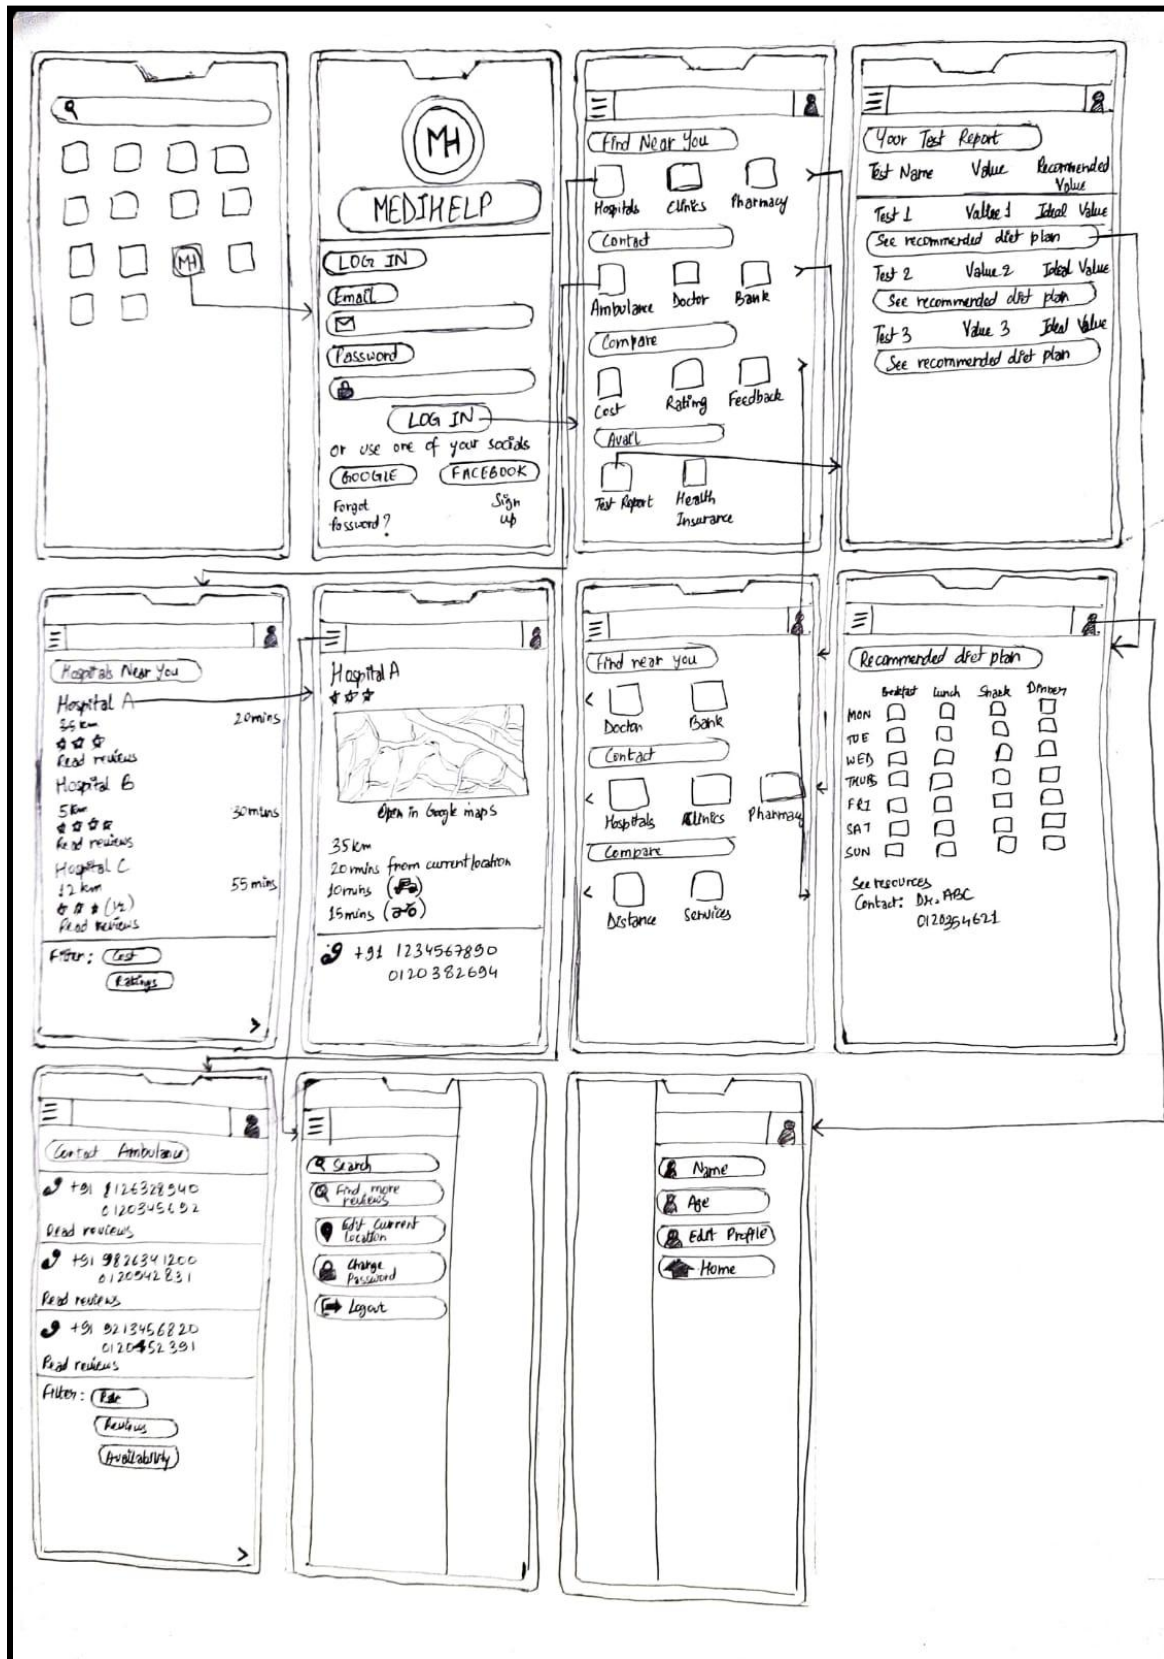 MH
MH
MEDIHELP
LOG IN
Email
Password
LOG IN
or use one of your socials
GOOGLE FACEBOOK
Forgot Password?
Sign up
Find Near You
Hospitals Clinics Pharmacy
Contact
Ambulance Doctor Bank
Compare
Cost Rating Feedback
Avail
Test Report Health Insurance
Your Test Report
Test Name Value Recommended Value
Test 1 Value 1 Ideal Value
See recommended diet plan
Test 2 Value 2 Ideal Value
See recommended diet plan
Test 3 Value 3 Ideal Value
See recommended diet plan
Hospitals Near You
Hospital A
35 km 20mins
Read reviews
Hospital B
5km 30mins
Read reviews
Hospital C
12 km 55 mins
(1/2)
Read reviews
Filter: Cost
Ratings
>
Hospital A
Open in Google maps
35 km
20 mins from current location
10mins
15mins
+91 1234567890
0120382694
Find near you
< Doctor Bank
Contact
< Hospitals Clinics Pharmacy
Compare
< Distance Services
Recommended diet plan
Breakfast Lunch Snack Dinner
MON
TUE
WED
THURS
FRI
SAT
SUN
See resources
Contact: Dr. ABC
0120354621
Contact Ambulance
+91 8126328940
0120345692
Read reviews
+91 9826341200
0120942831
Read reviews
+91 9213456820
0120452391
Read reviews
Filter:
Reviews
Availability
>
Search
Find more reviews
Edit Current Location
Change Password
Logout
Name
Age
Edit Profile
Home